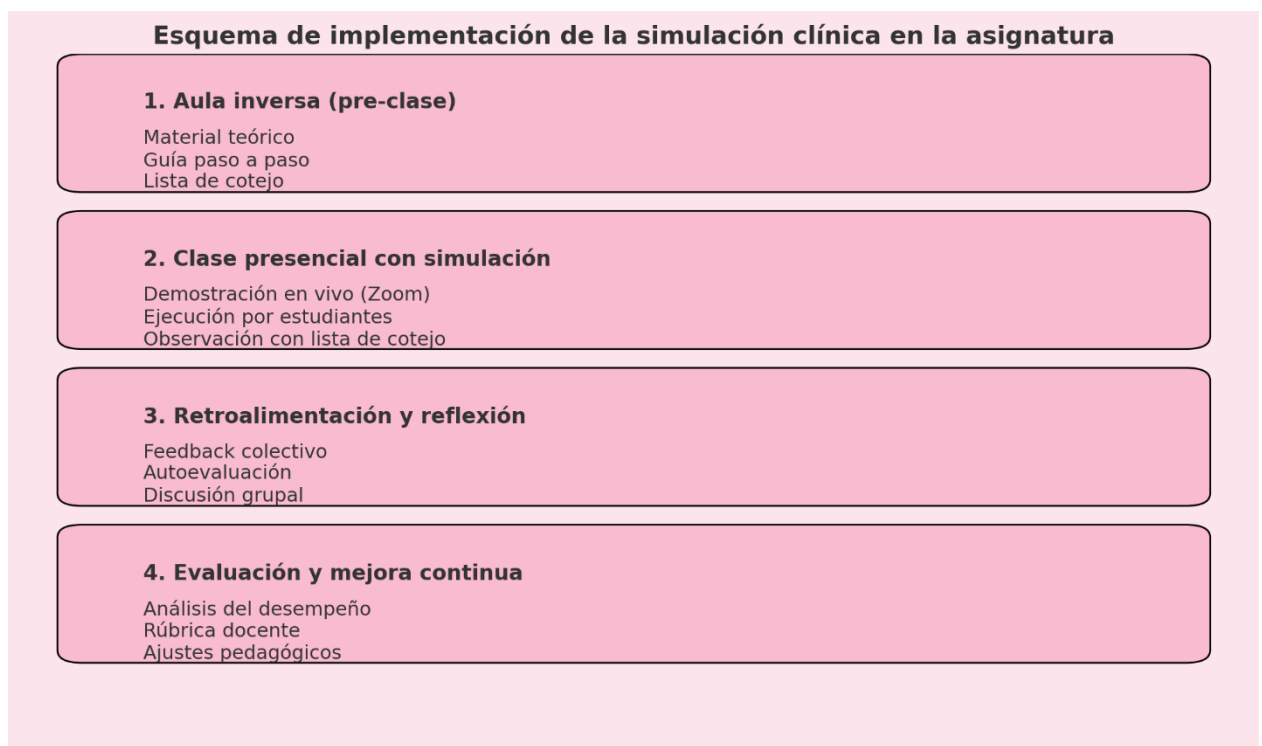 Esquema de implementación de la simulación clínica en la asignatura
1. Aula inversa (pre-clase)
Material teórico
Guía paso a paso
Lista de cotejo
2. Clase presencial con simulación
Demostración en vivo (Zoom)
Ejecución por estudiantes
Observación con lista de cotejo
3. Retroalimentación y reflexión
Feedback colectivo
Autoevaluación
Discusión grupal
4. Evaluación y mejora continua
Análisis del desempeño
Rúbrica docente
Ajustes pedagógicos